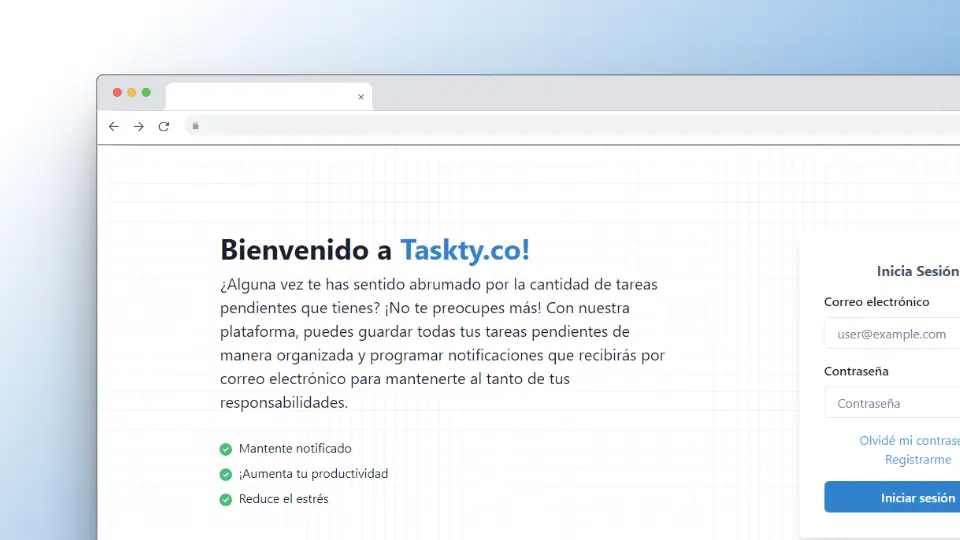 Bienvenido a Taskty.co!
¿Alguna vez te has sentido abrumado por la cantidad de tareas
pendientes que tienes? ¡No te preocupes más! Con nuestra
plataforma, puedes guardar todas tus tareas pendientes de
manera organizada y programar notificaciones que recibirás por
correo electrónico para mantenerte al tanto de tus
responsabilidades.
Mantente notificado
¡Aumenta tu productividad
Reduce el estrés
Inicia Sesión
Correo electrónico
user@example.com
Contraseña
Contraseña
Olvidé mi contrase
Registrarme
Iniciar sesión